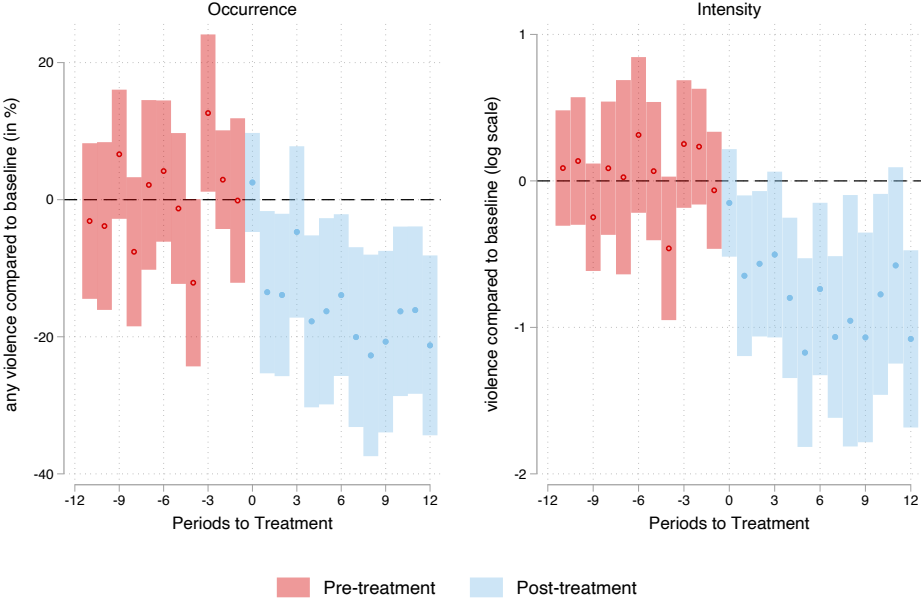 Occurrence
any violence compared to baseline (in %)
20
0
-20
-40
-12 -9 -6 -3 0 3 6 9 12
Periods to Treatment
Intensity
violence compared to baseline (log scale)
1
0
-1
-2
-12 -9 -6 -3 0 3 6 9 12
Periods to Treatment
Pre-treatment Post-treatment